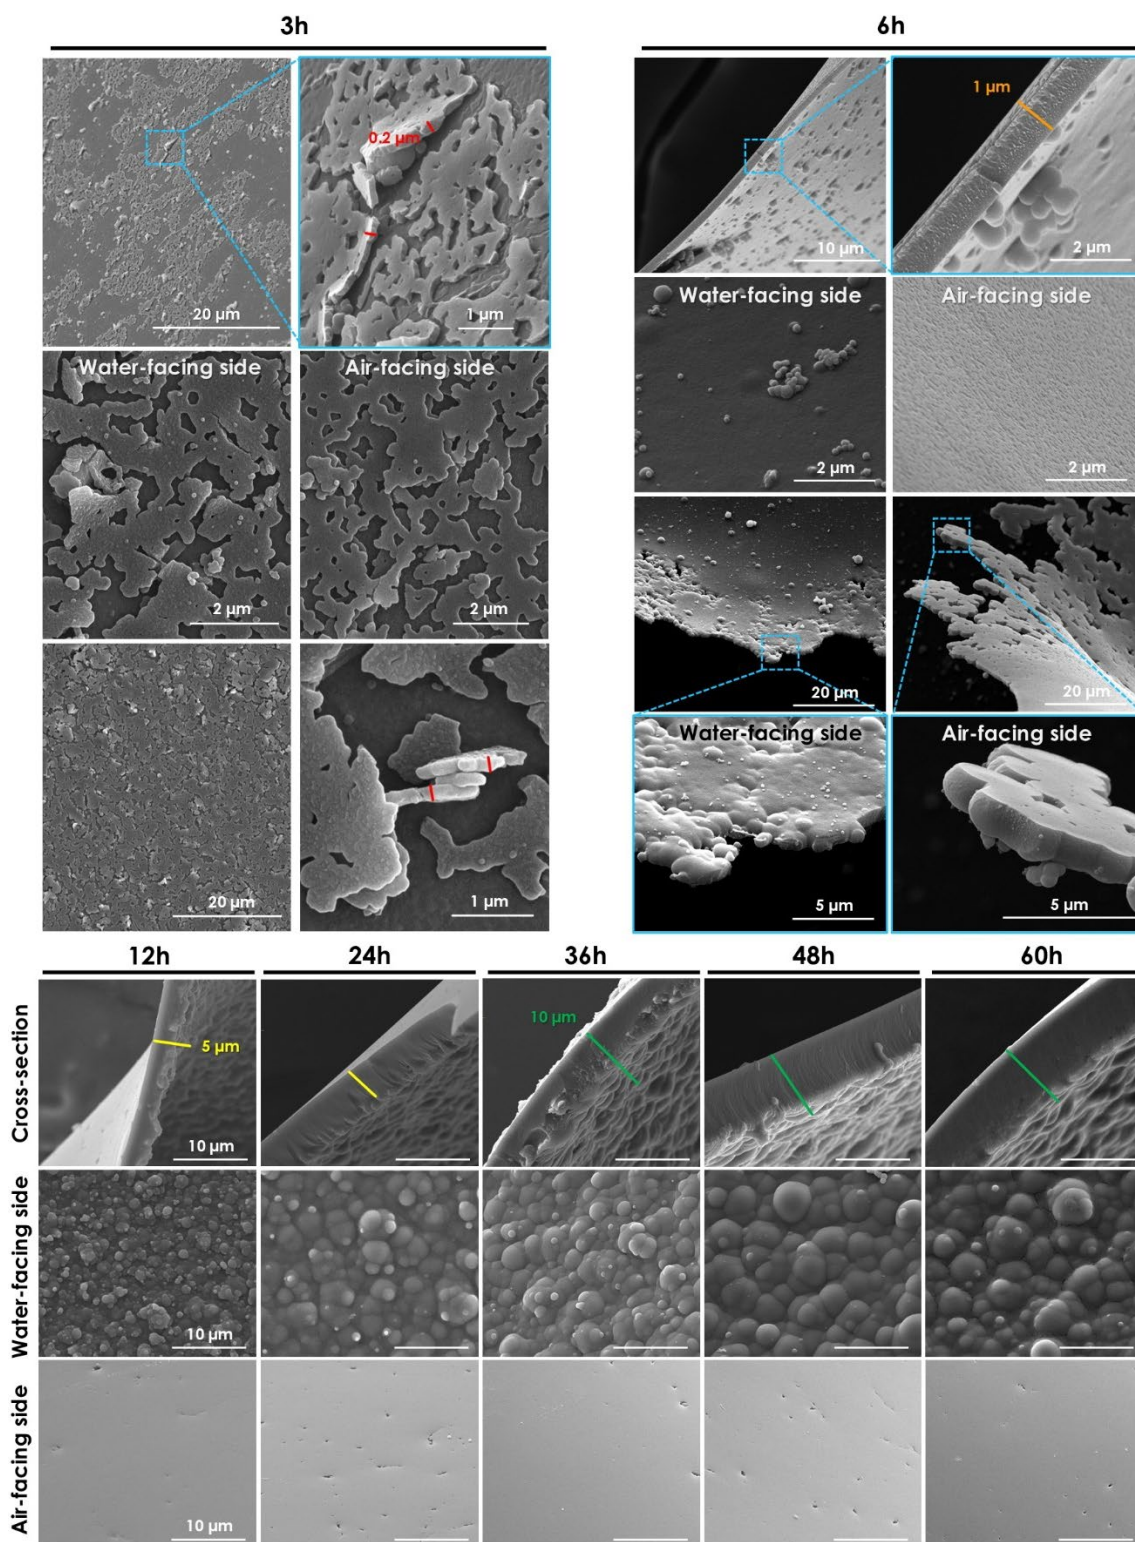 3h
6h
0.2 µm
20 µm
1 µm
1 µm
10 µm
2 µm
Water-facing side
Air-facing side
2 µm
2 µm
Water-facing side
Air-facing side
2 µm
2 µm
20 µm
20 µm
20 µm
1 µm
Water-facing side
Air-facing side
5 µm
5 µm
12h
24h
36h
48h
60h
Cross-section
5 µm
10 µm
10 µm
Water-facing side
10 µm
Air-facing side
10 µm